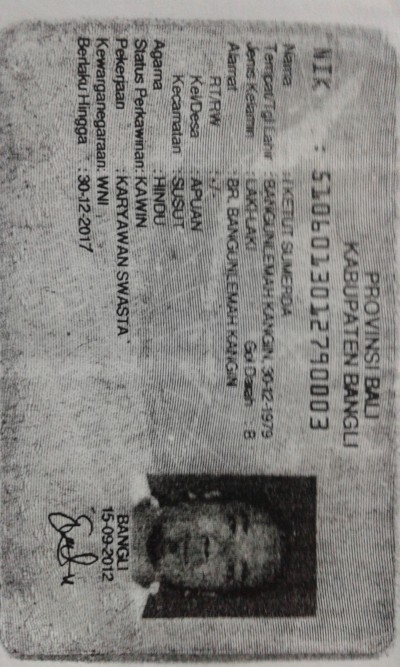 PROVINSI BALI
KABUPATEN BANGLI
NIK : 5106013012790003
Nama : I KETUT SUMERDA
Tempat/Tgl Lahir : BANGUNLEMAH KANGIN, 30-12-1979
Jenis Kelamin : LAKI-LAKI Gol Darah : B
Alamat : BR. BANGUNLEMAH KANGIN
RT/RW : -/-
Kel/Desa : APUAN
Kecamatan : SUSUT
Agama : HINDU
Status Perkawinan: KAWIN
Pekerjaan : KARYAWAN SWASTA
Kewarganegaraan: WNI
Berlaku Hingga : 30-12-2017
BANGLI
15-09-2012